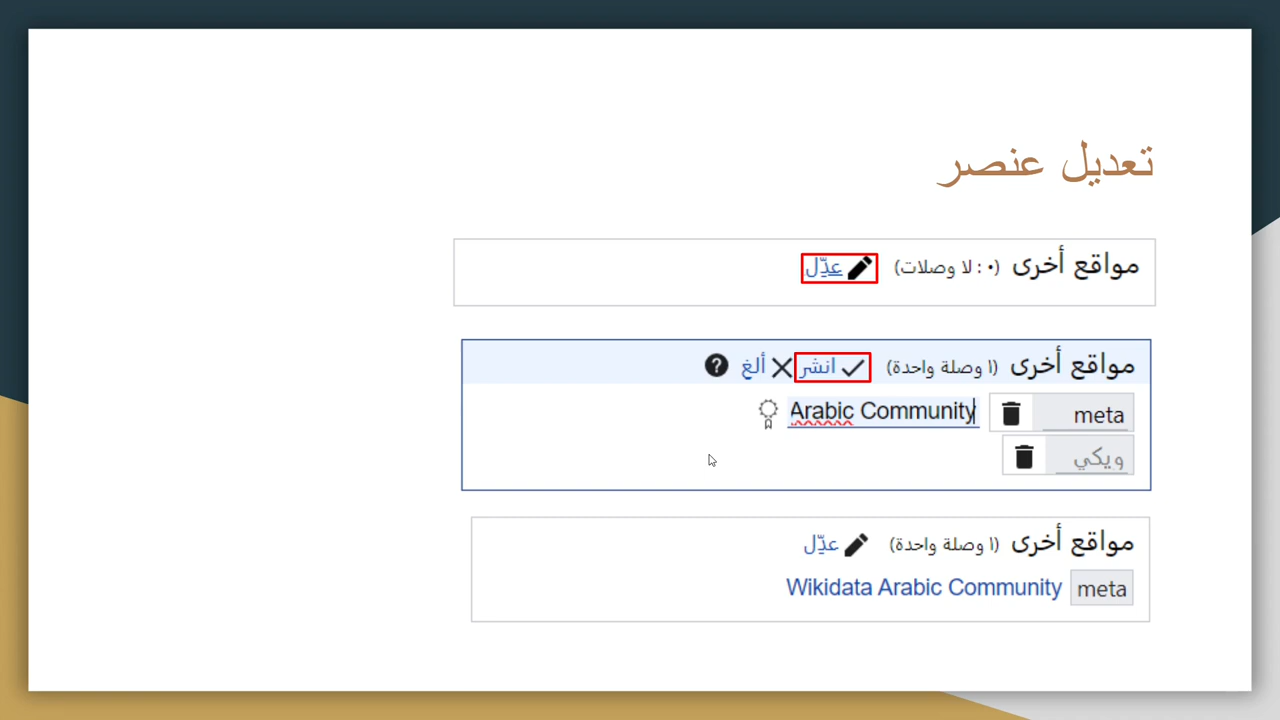 تعديل عنصر
مواقع أخرى (٠: لا وصلات) عدِّل
مواقع أخرى (١ وصلة واحدة) انشر ألغ ?
meta Arabic Community
ويكي
مواقع أخرى (١ وصلة واحدة) عدِّل
meta Wikidata Arabic Community